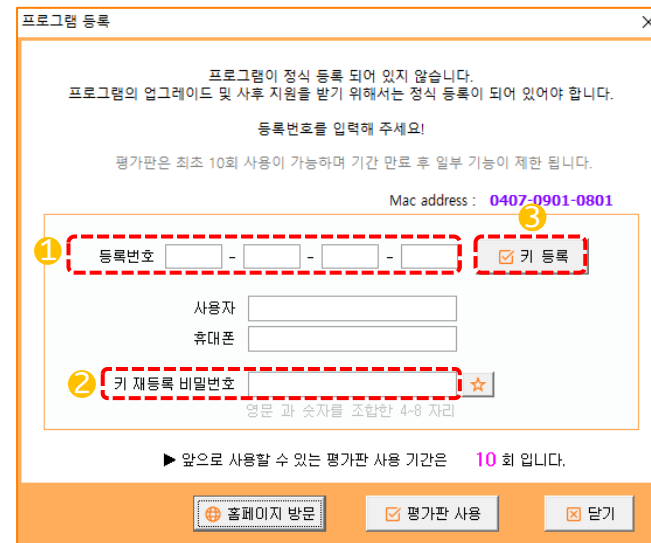 프로그램 등록
프로그램이 정식 등록 되어 있지 않습니다.
프로그램의 업그레이드 및 사후 지원을 받기 위해서는 정식 등록이 되어 있어야 합니다.
등록번호를 입력해 주세요!
평가판은 최초 10회 사용이 가능하며 기간 만료 후 일부 기능이 제한 됩니다.
Mac address : 0407-0901-0801
3
1 등록번호 - - - 키 등록
사용자
휴대폰
2 키 재등록 비밀번호
영문 과 숫자를 조합한 4~8 자리
▶ 앞으로 사용할 수 있는 평가판 사용 기간은 10 회 입니다.
홈페이지 방문 평가판 사용 닫기